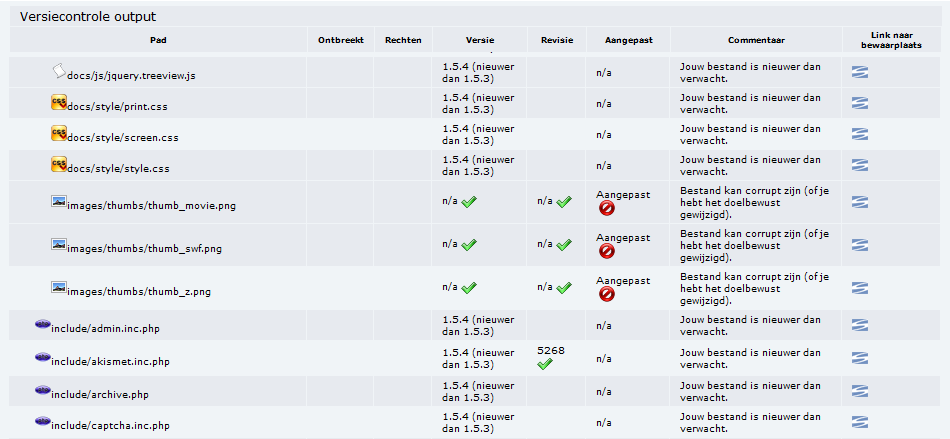 Versiecontrole output
Pad Ontbreekt Rechten Versie Revisie Aangepast Commentaar Link naar
bewaarplaats
docs/js/jquery.treeview.js 1.5.4 (nieuwer
dan 1.5.3) n/a Jouw bestand is nieuwer dan
verwacht.
docs/style/print.css 1.5.4 (nieuwer
dan 1.5.3) n/a Jouw bestand is nieuwer dan
verwacht.
docs/style/screen.css 1.5.4 (nieuwer
dan 1.5.3) n/a Jouw bestand is nieuwer dan
verwacht.
docs/style/style.css 1.5.4 (nieuwer
dan 1.5.3) n/a Jouw bestand is nieuwer dan
verwacht.
images/thumbs/thumb_movie.png n/a n/a Aangepast Bestand kan corrupt zijn (of je
hebt het doelbewust
gewijzigd).
images/thumbs/thumb_swf.png n/a n/a Aangepast Bestand kan corrupt zijn (of je
hebt het doelbewust
gewijzigd).
images/thumbs/thumb_z.png n/a n/a Aangepast Bestand kan corrupt zijn (of je
hebt het doelbewust
gewijzigd).
include/admin.inc.php 1.5.4 (nieuwer
dan 1.5.3) n/a Jouw bestand is nieuwer dan
verwacht.
include/akismet.inc.php 1.5.4 (nieuwer
dan 1.5.3) 5268 n/a Jouw bestand is nieuwer dan
verwacht.
include/archive.php 1.5.4 (nieuwer
dan 1.5.3) n/a Jouw bestand is nieuwer dan
verwacht.
include/captcha.inc.php 1.5.4 (nieuwer
dan 1.5.3) n/a Jouw bestand is nieuwer dan
verwacht.